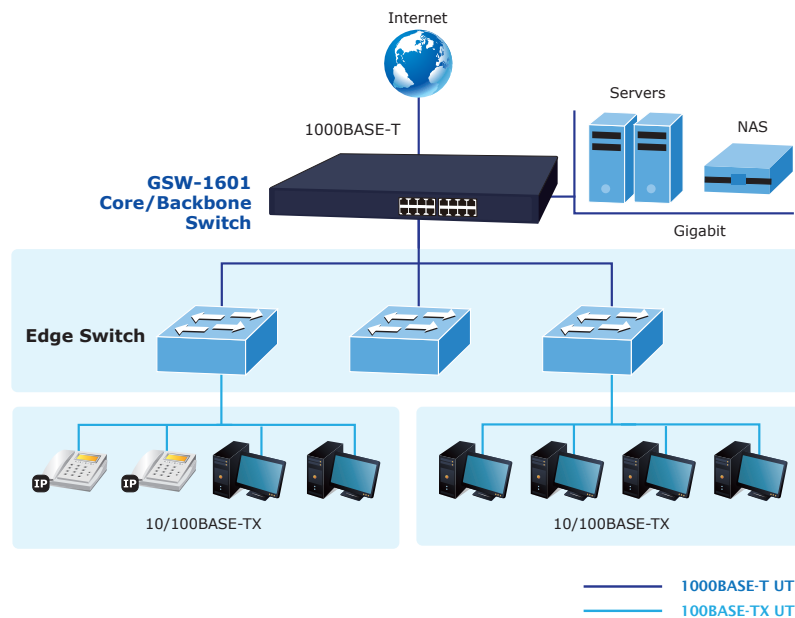 Internet
1000BASE-T
Servers
NAS
GSW-1601
Core/Backbone
Switch
Gigabit
Edge Switch
IP
IP
10/100BASE-TX
10/100BASE-TX
1000BASE-T UT
100BASE-TX UT